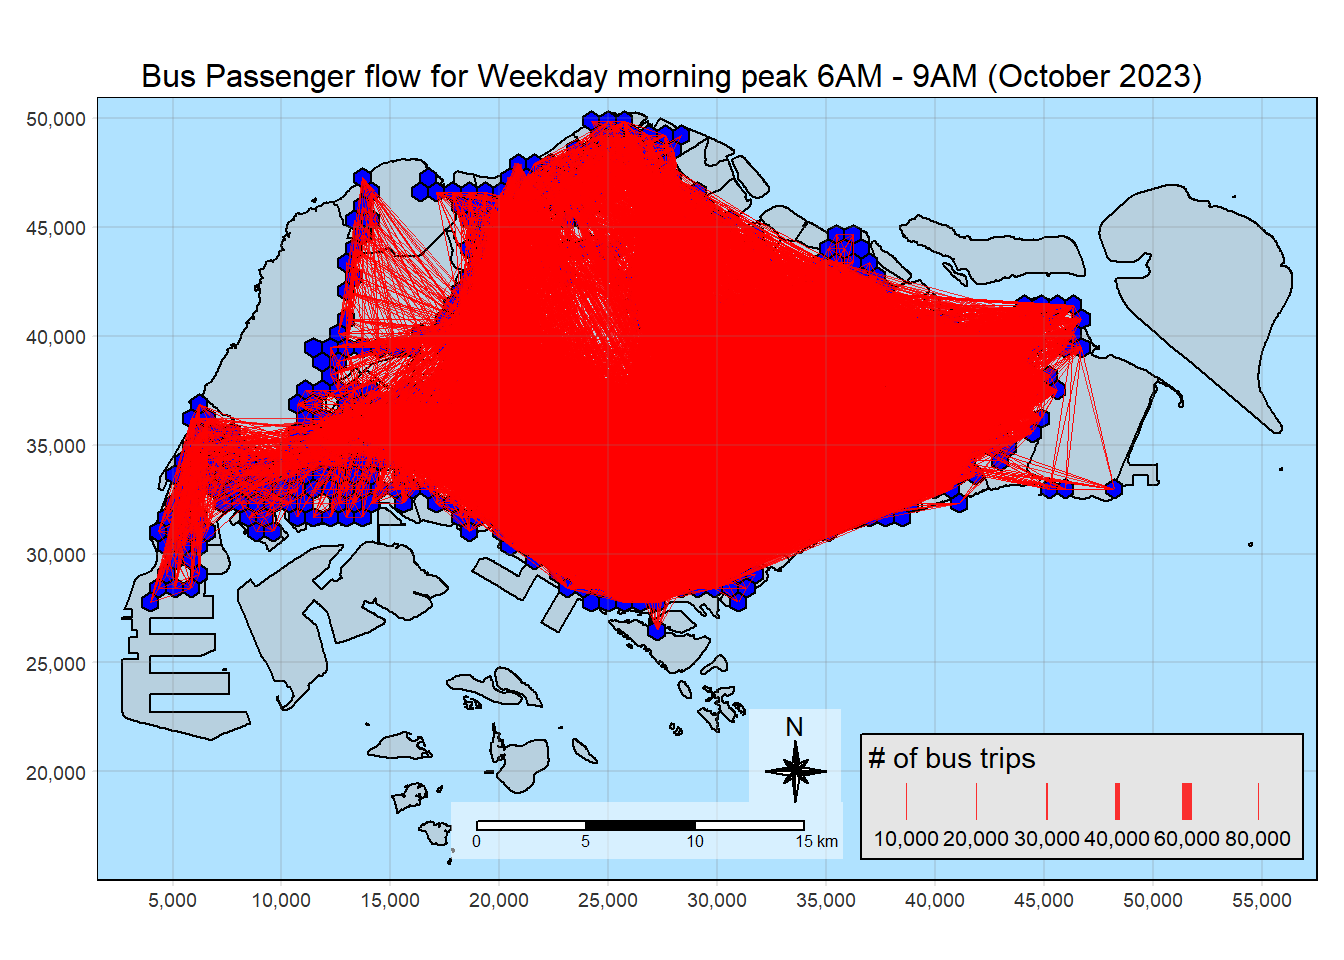 Bus Passenger flow for Weekday morning peak 6AM - 9AM (October 2023)
50,000
45,000
40,000
35,000
30,000
25,000
20,000
N
# of bus trips
10,000 20,000 30,000 40,000 60,000 80,000
0 5 10 15 km
5,000 10,000 15,000 20,000 25,000 30,000 35,000 40,000 45,000 50,000 55,000